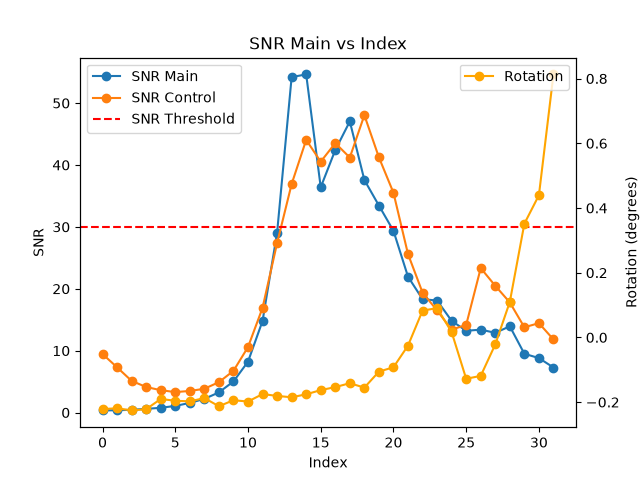 SNR Main vs Index
SNR Main
SNR Control
SNR Threshold
Rotation
SNR
50
40
30
20
10
0
0.8
0.6
0.4
0.2
0.0
−0.2
Rotation (degrees)
0 5 10 15 20 25 30
Index